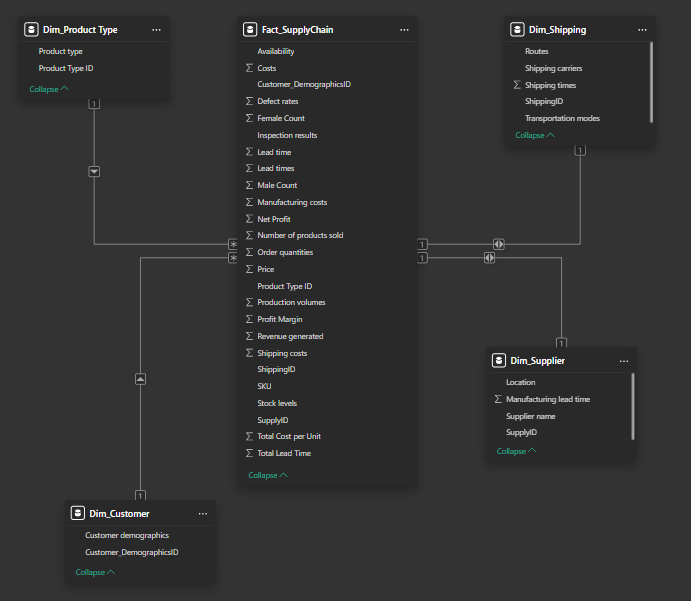 Dim_Product Type ...
Product type
Product Type ID
Collapse
1
*
Fact_SupplyChain ...
Availability
Σ Costs
Customer_DemographicsID
Σ Defect rates
Σ Female Count
Inspection results
Σ Lead time
Σ Lead times
Σ Male Count
Σ Manufacturing costs
Σ Net Profit
Σ Number of products sold
Σ Order quantities
Σ Price
Product Type ID
Σ Production volumes
Σ Profit Margin
Σ Revenue generated
Σ Shipping costs
ShippingID
SKU
Stock levels
SupplyID
Σ Total Cost per Unit
Σ Total Lead Time
Collapse
Dim_Shipping ...
Routes
Shipping carriers
Σ Shipping times
ShippingID
Transportation modes
Collapse
1
1
*
1
1
Dim_Supplier ...
Location
Σ Manufacturing lead time
Supplier name
SupplyID
Collapse
1
Dim_Customer ...
Customer demographics
Customer_DemographicsID
Collapse